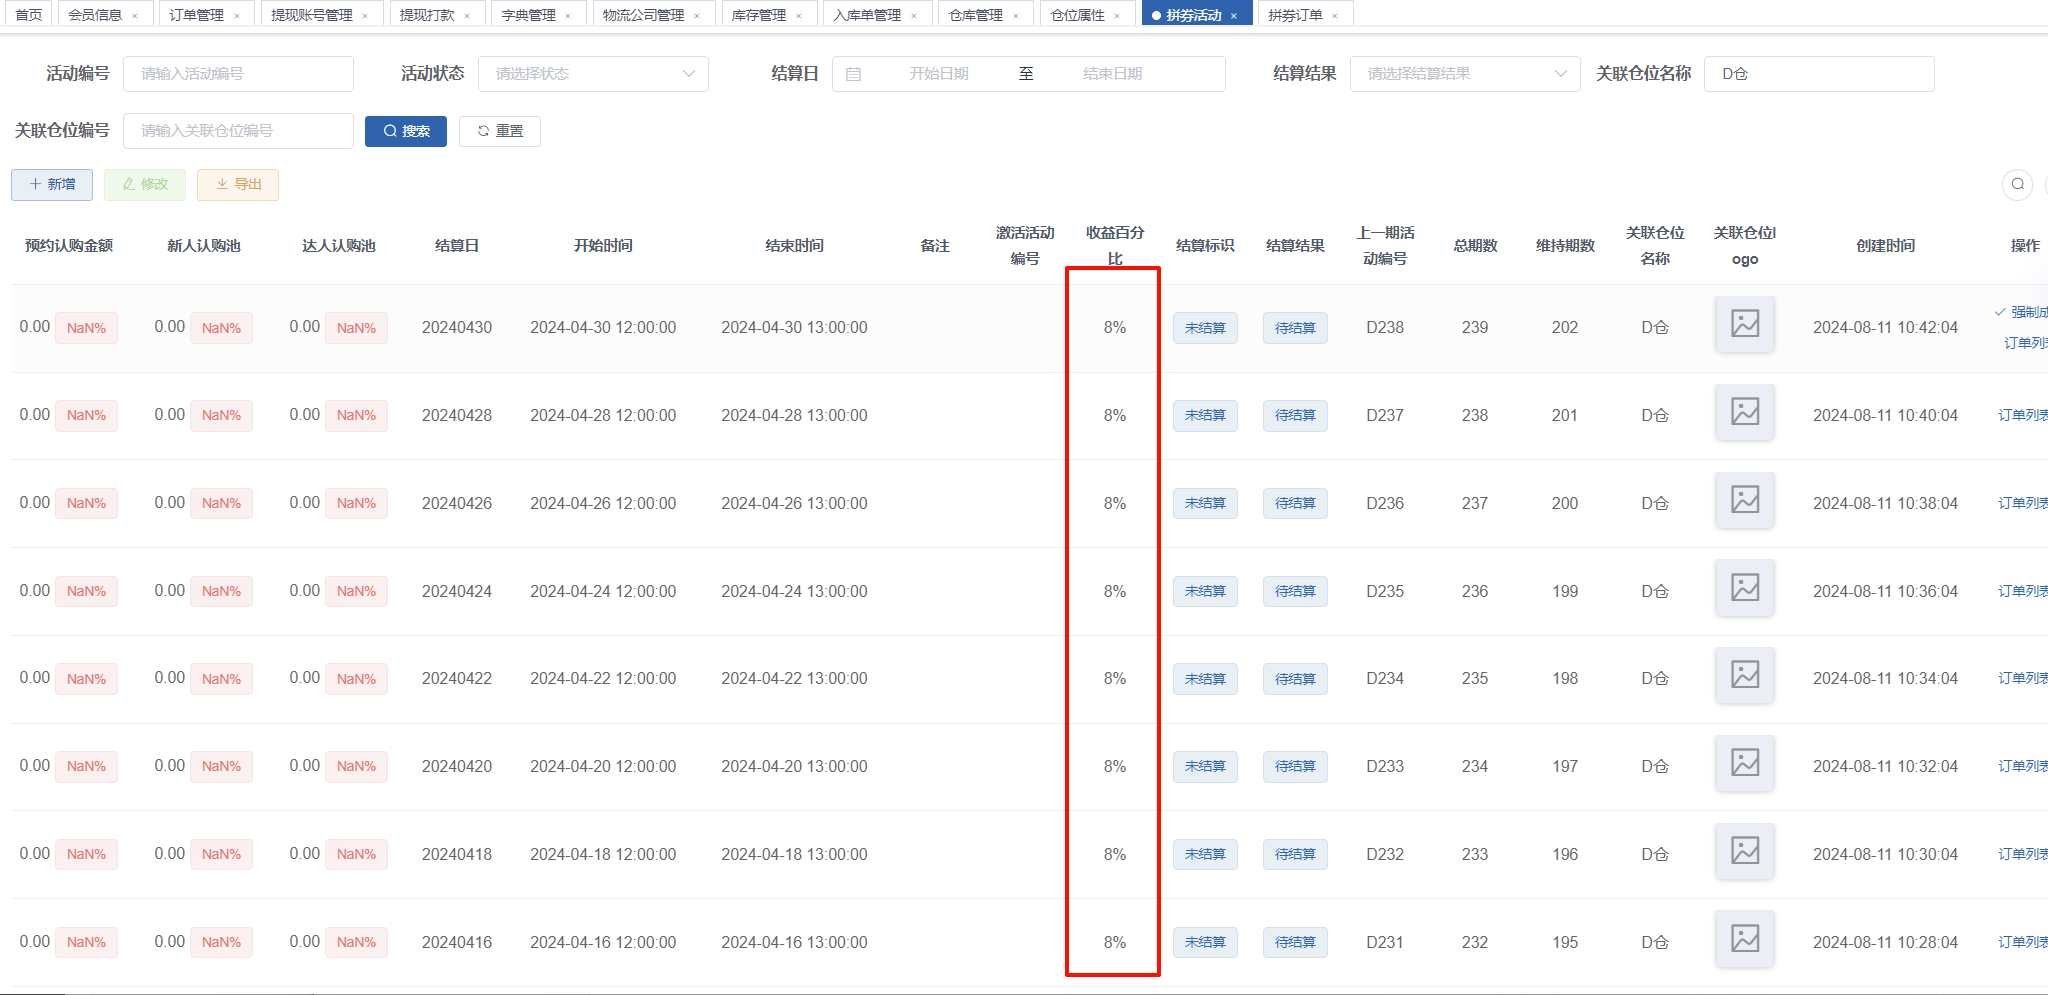 首页 会员信息 × 订单管理 × 提现账号管理 × 提现打款 × 字典管理 × 物流公司管理 × 库存管理 × 入库单管理 × 仓库管理 × 仓位属性 × 拼券活动 × 拼券订单 ×
活动编号 请输入活动编号 活动状态 请选择状态 结算日 开始日期 至 结束日期 结算结果 请选择结算结果 关联仓位名称 D仓
关联仓位编号 请输入关联仓位编号 搜索 重置
新增 修改 导出
预约认购金额 新人认购池 达人认购池 结算日 开始时间 结束时间 备注 激活活动编号 收益百分比 结算标识 结算结果 上一期活动编号 总期数 维持期数 关联仓位名称 关联仓位logo 创建时间 操作
0.00 NaN% 0.00 NaN% 0.00 NaN% 20240430 2024-04-30 12:00:00 2024-04-30 13:00:00 8% 未结算 待结算 D238 239 202 D仓 2024-08-11 10:42:04 强制成
订单列表
0.00 NaN% 0.00 NaN% 0.00 NaN% 20240428 2024-04-28 12:00:00 2024-04-28 13:00:00 8% 未结算 待结算 D237 238 201 D仓 2024-08-11 10:40:04 订单列表
0.00 NaN% 0.00 NaN% 0.00 NaN% 20240426 2024-04-26 12:00:00 2024-04-26 13:00:00 8% 未结算 待结算 D236 237 200 D仓 2024-08-11 10:38:04 订单列表
0.00 NaN% 0.00 NaN% 0.00 NaN% 20240424 2024-04-24 12:00:00 2024-04-24 13:00:00 8% 未结算 待结算 D235 236 199 D仓 2024-08-11 10:36:04 订单列表
0.00 NaN% 0.00 NaN% 0.00 NaN% 20240422 2024-04-22 12:00:00 2024-04-22 13:00:00 8% 未结算 待结算 D234 235 198 D仓 2024-08-11 10:34:04 订单列表
0.00 NaN% 0.00 NaN% 0.00 NaN% 20240420 2024-04-20 12:00:00 2024-04-20 13:00:00 8% 未结算 待结算 D233 234 197 D仓 2024-08-11 10:32:04 订单列表
0.00 NaN% 0.00 NaN% 0.00 NaN% 20240418 2024-04-18 12:00:00 2024-04-18 13:00:00 8% 未结算 待结算 D232 233 196 D仓 2024-08-11 10:30:04 订单列表
0.00 NaN% 0.00 NaN% 0.00 NaN% 20240416 2024-04-16 12:00:00 2024-04-16 13:00:00 8% 未结算 待结算 D231 232 195 D仓 2024-08-11 10:28:04 订单列表